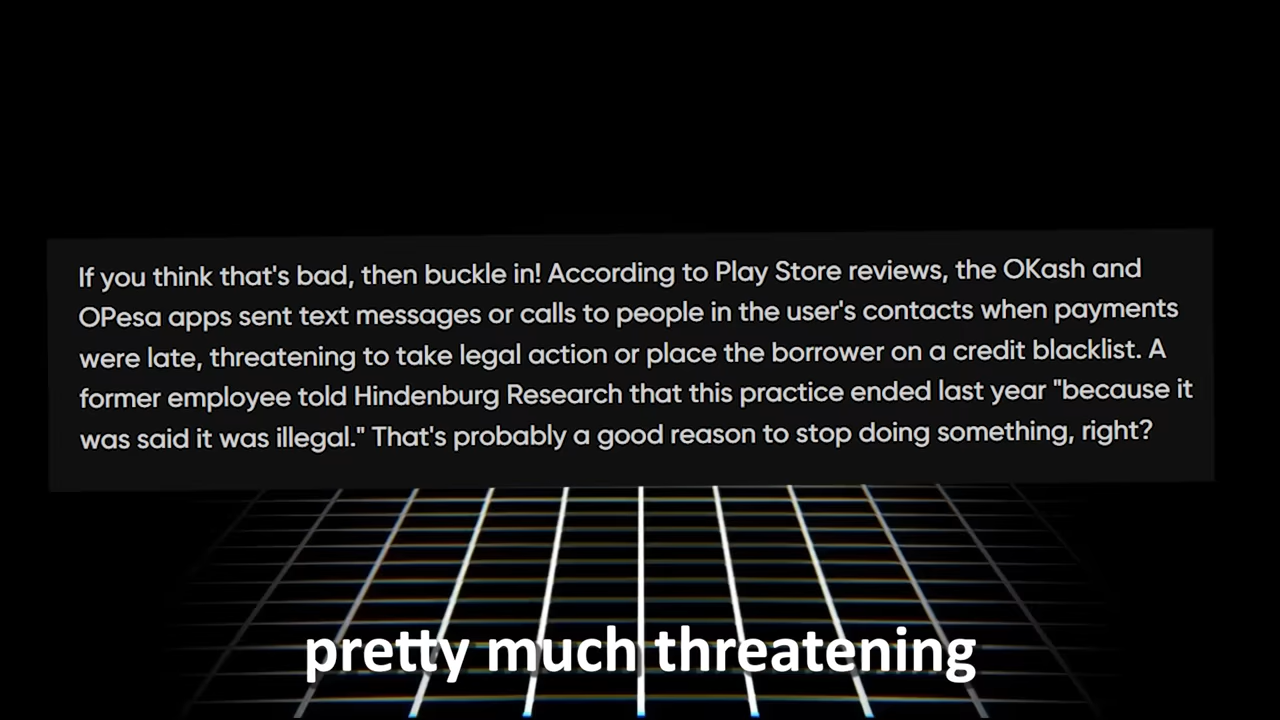 If you think that's bad, then buckle in! According to Play Store reviews, the OKash and
OPesa apps sent text messages or calls to people in the user's contacts when payments
were late, threatening to take legal action or place the borrower on a credit blacklist. A
former employee told Hindenburg Research that this practice ended last year "because it
was said it was illegal." That's probably a good reason to stop doing something, right?
pretty much threatening